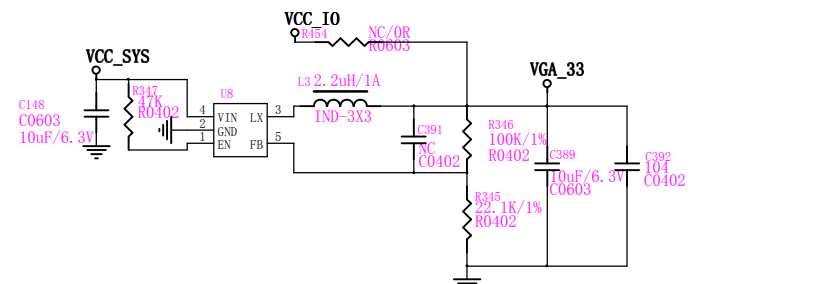 VCC_IO
R454
NC/0R
R0603
VCC_SYS
VGA_33
R347
47K
R0402
C148
C0603
10uF/6.3V
U8
4
VIN
LX
3
2
GND
1
EN
FB
5
L3
2.2uH/1A
IND-3X3
C391
NC
C0402
R346
100K/1%
R0402
C389
10uF/6.3V
C0603
C392
104
C0402
R345
22.1K/1%
R0402